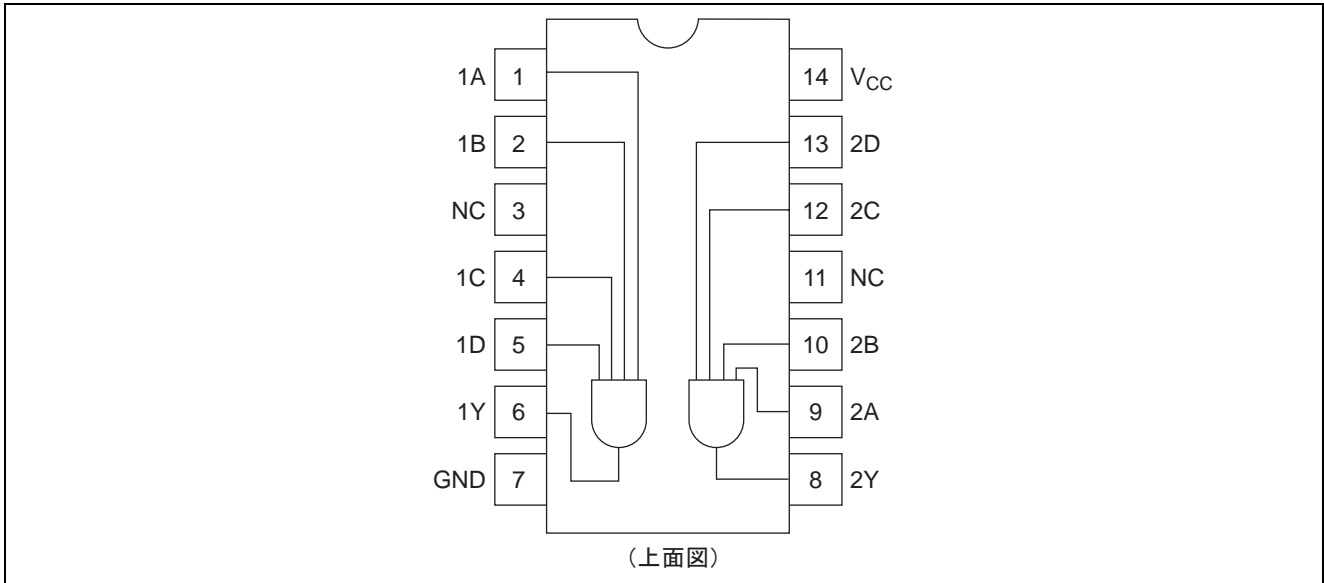 1A 1 14 VCC
1B 2 13 2D
NC 3 12 2C
1C 4 11 NC
1D 5 10 2B
1Y 6 9 2A
GND 7 8 2Y
(上面図)